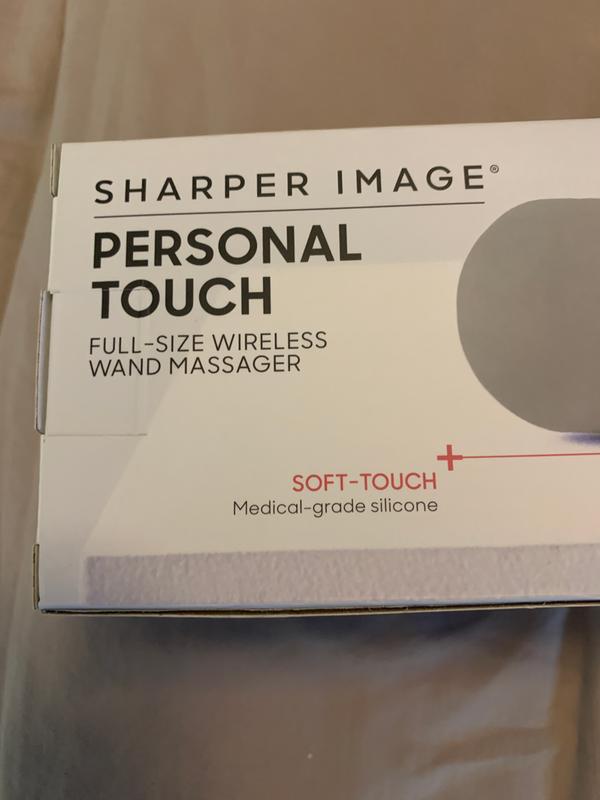 SHARPER IMAGE®
PERSONAL
TOUCH
FULL-SIZE WIRELESS
WAND MASSAGER
SOFT-TOUCH
Medical-grade silicone